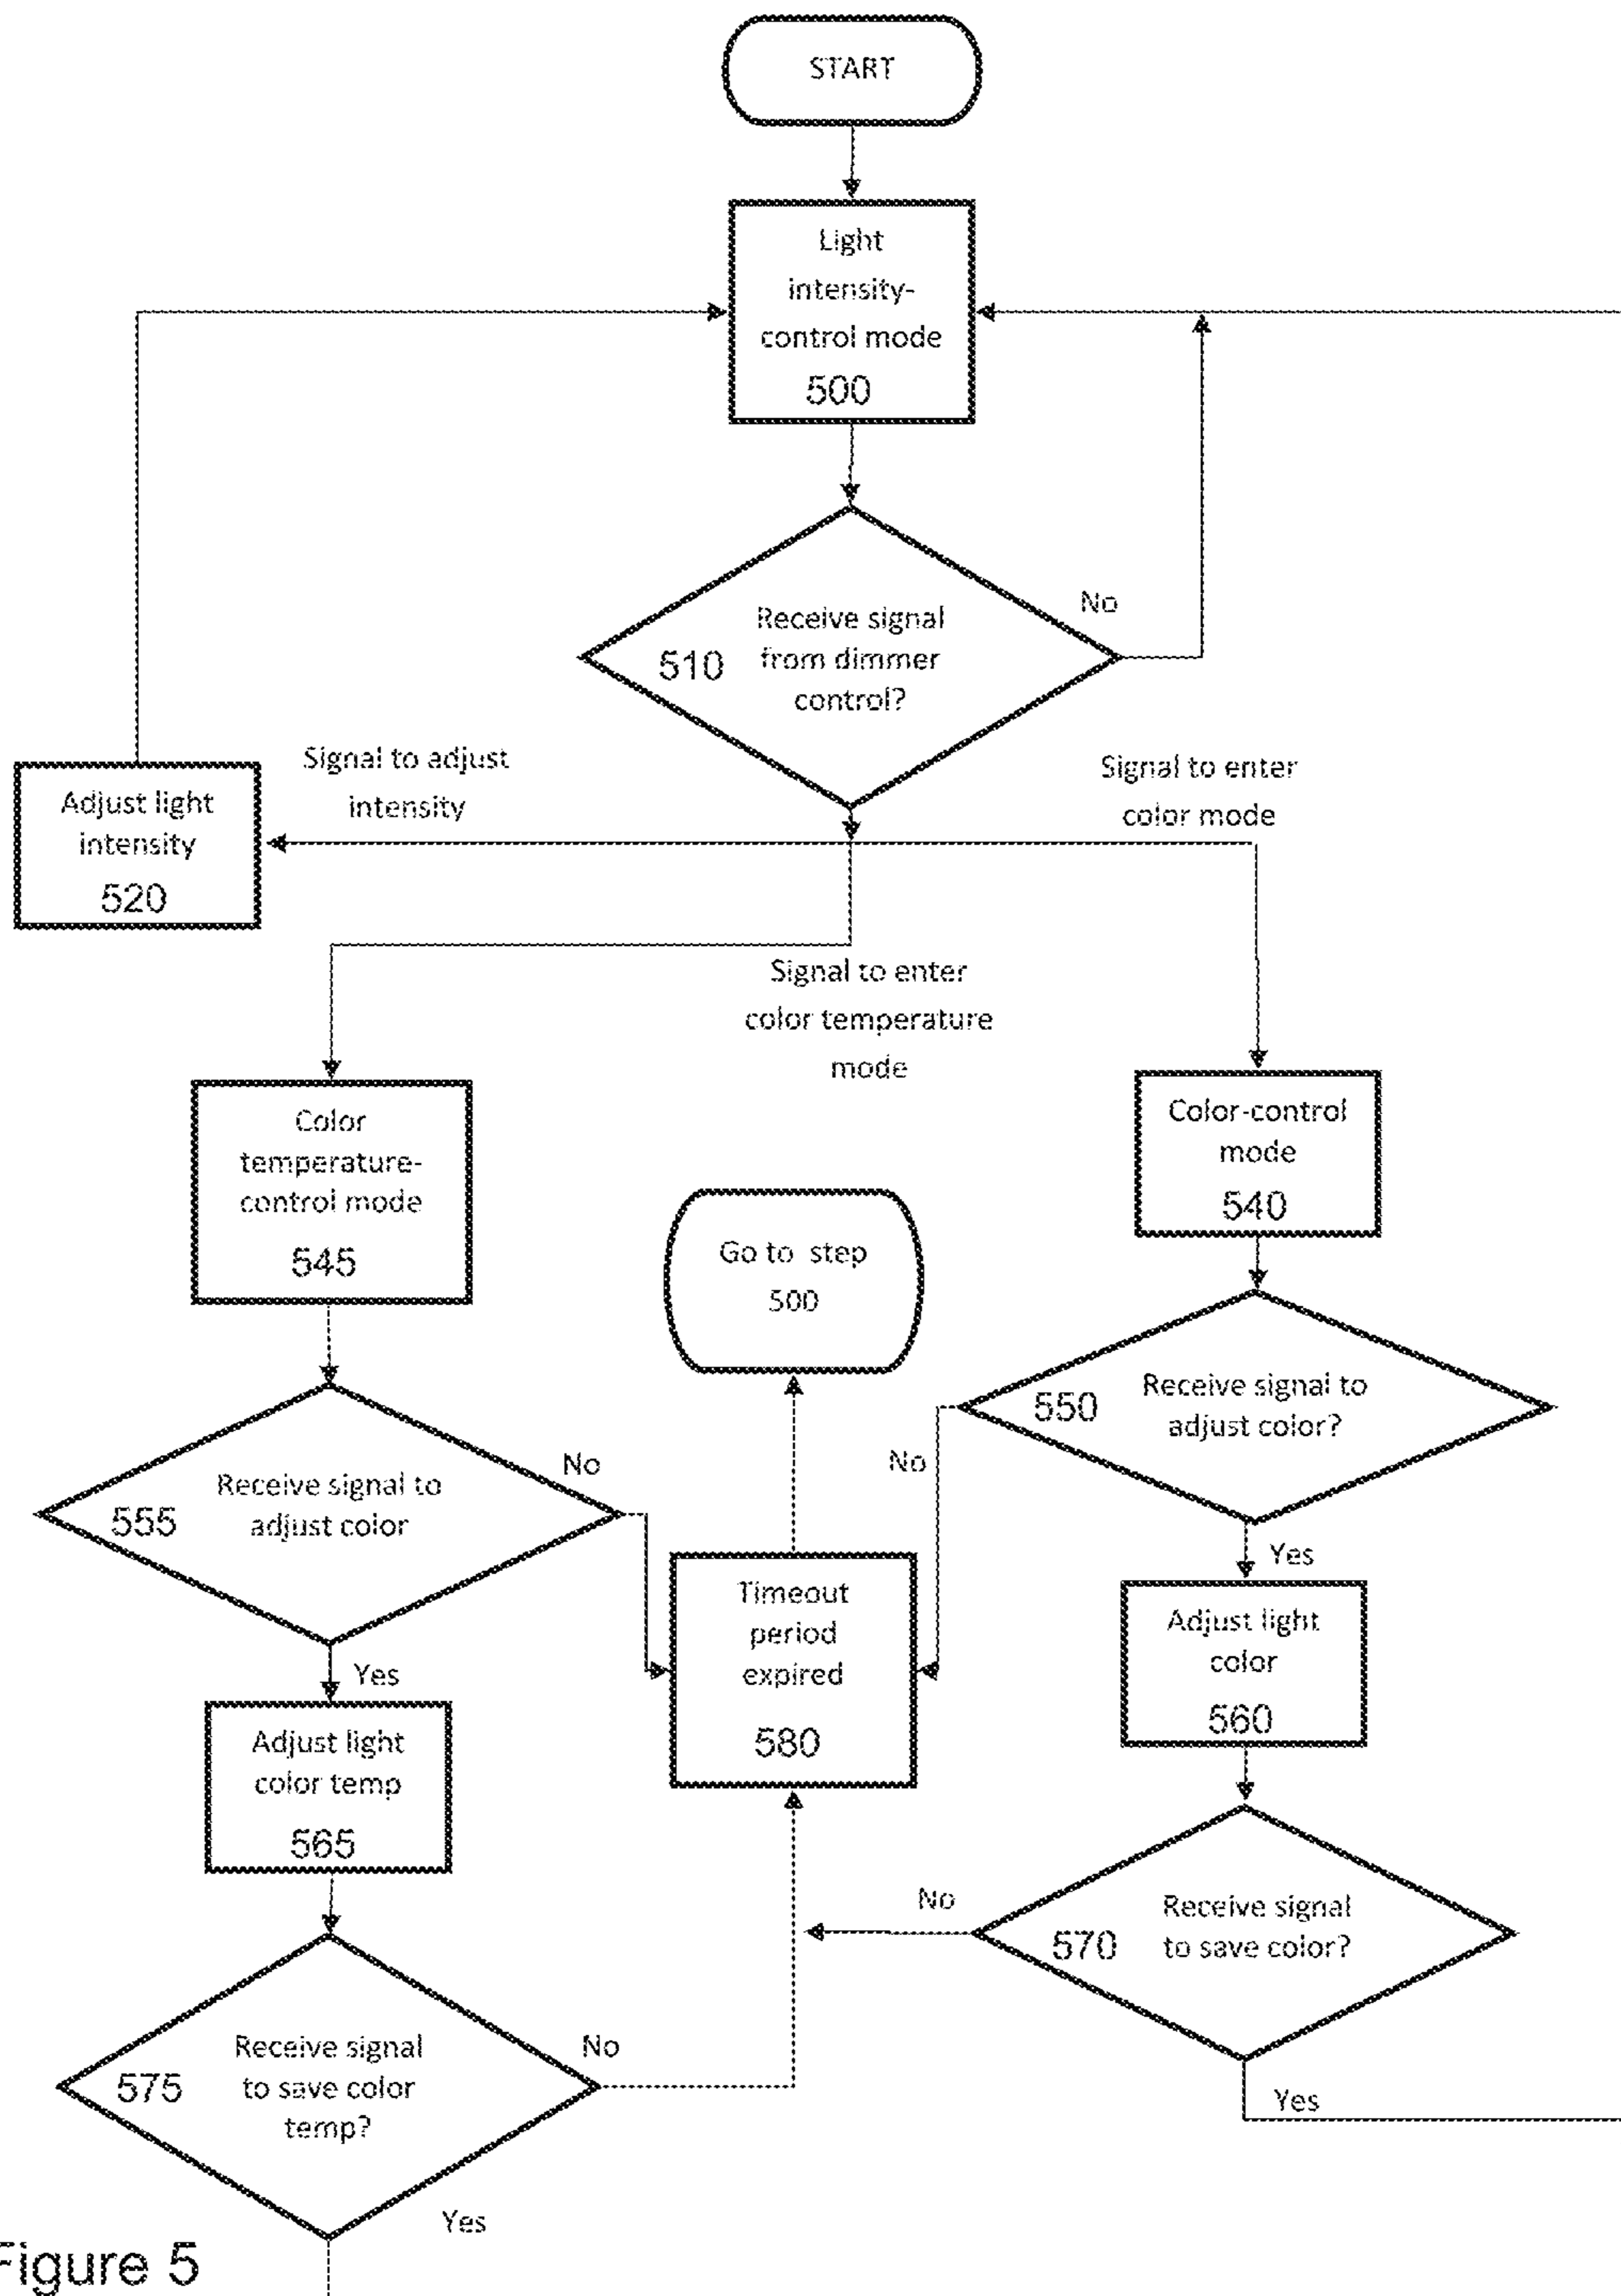 START
Light
intensity-
control mode
500
Receive signal
from dimmer
control?
510
No
Signal to adjust
intensity
Signal to enter
color mode
Adjust light
intensity
520
Signal to enter
color temperature
mode
Color
temperature-
control mode
545
Color-control
mode
540
Go to step
500
550
Receive signal to
adjust color?
No
No
555
Receive signal to
adjust color
Yes
Timeout
period
expired
580
Adjust light
color
560
Yes
Adjust light
color temp
565
No
570
Receive signal
to save color?
575
Receive signal
to save color
temp?
No
Yes
Yes
Figure 5